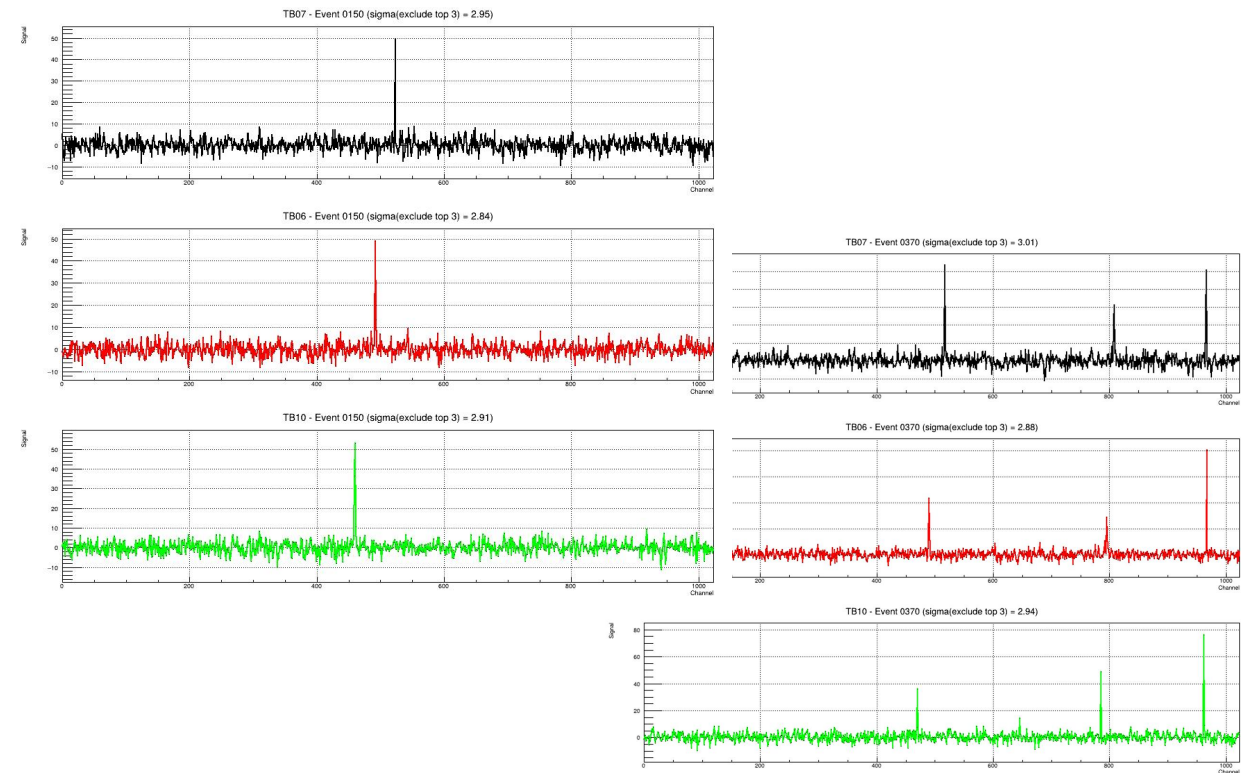 TB07 - Event 0150 (sigma(exclude top 3) = 2.95)
Signal
50
40
30
20
10
0
−10
0 200 400 600 800 1000
Channel
TB06 - Event 0150 (sigma(exclude top 3) = 2.84)
Signal
50
40
30
20
10
0
−10
0 200 400 600 800 1000
Channel
TB10 - Event 0150 (sigma(exclude top 3) = 2.91)
Signal
50
40
30
20
10
0
−10
0 200 400 600 800 1000
Channel
TB07 - Event 0370 (sigma(exclude top 3) = 3.01)
200 400 600 800 1000
Channel
TB06 - Event 0370 (sigma(exclude top 3) = 2.88)
200 400 600 800 1000
Channel
TB10 - Event 0370 (sigma(exclude top 3) = 2.94)
Signal
80
60
40
20
0
0 200 400 600 800 1000
Channel